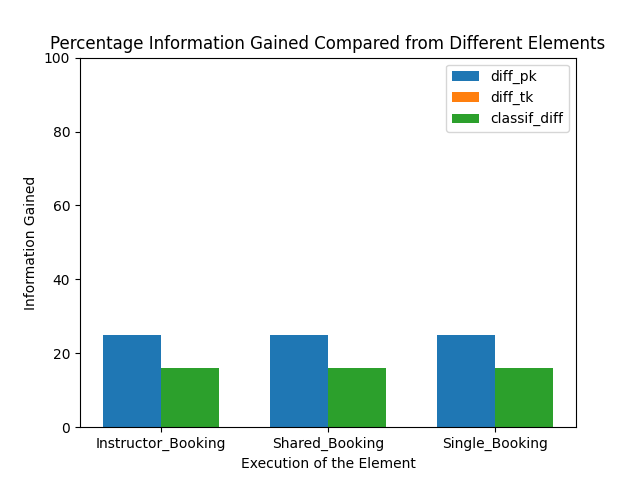 Percentage Information Gained Compared from Different Elements
100
80
60
40
20
0
Information Gained
diff_pk
diff_tk
classif_diff
Instructor_Booking
Shared_Booking
Single_Booking
Execution of the Element